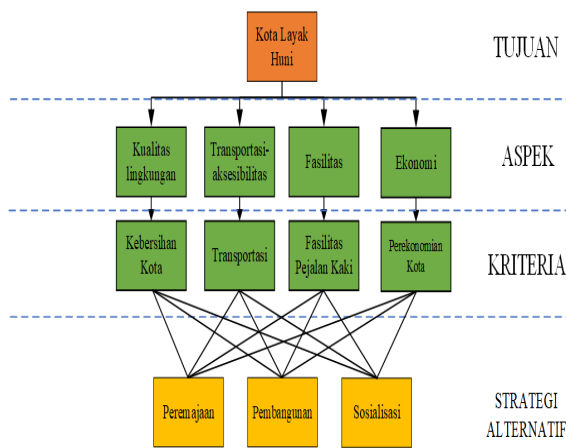 Kota Layak
Huni
TUJUAN
Kualitas
lingkungan
Transportasi-
aksesibilitas
Fasilitas
Ekonomi
ASPEK
Kebersihan
Kota
Transportasi
Fasilitas
Pejalan Kaki
Perekonomian
Kota
KRITERIA
Peremajaan
Pembangunan
Sosialisasi
STRATEGI
ALTERNATIF